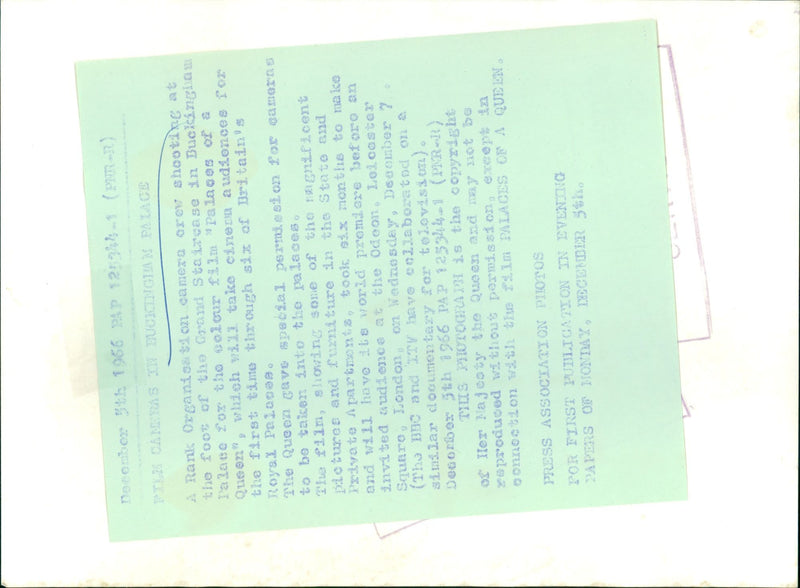 December 5th 1966 PAP 125344-1 (PER-R)
FILM CAMERAS IN BUCKINGHAM PALACE
A Rank Organisation camera crew shooting at
the foot of the Grand Staircase in Buckingham
Palace for the colour film "Palaces of a
Queen", which will take cinema audiences for
the first time through six of Britain's
Royal Palaces.
The Queen gave special permission for cameras
to be taken into the palaces.
The film, showing some of the magnificent
pictures and furniture in the State and
Private Apartments, took six months to make
and will have its world premiere before an
invited audience at the Odeon, Leicester
Square, London, on Wednesday, December 7.
(The BBC and ITV have collaborated on a
similar documentary for television).
December 5th 1966 PAP 125344-1 (PER-R)
THIS PHOTOGRAPH is the copyright
of Her Majesty the Queen and may not be
reproduced without permission, except in
connection with the film PALACES OF A QUEEN.
PRESS ASSOCIATION PHOTOS
FOR FIRST PUBLICATION IN EVENING
PAPERS OF MONDAY, DECEMBER 5th.